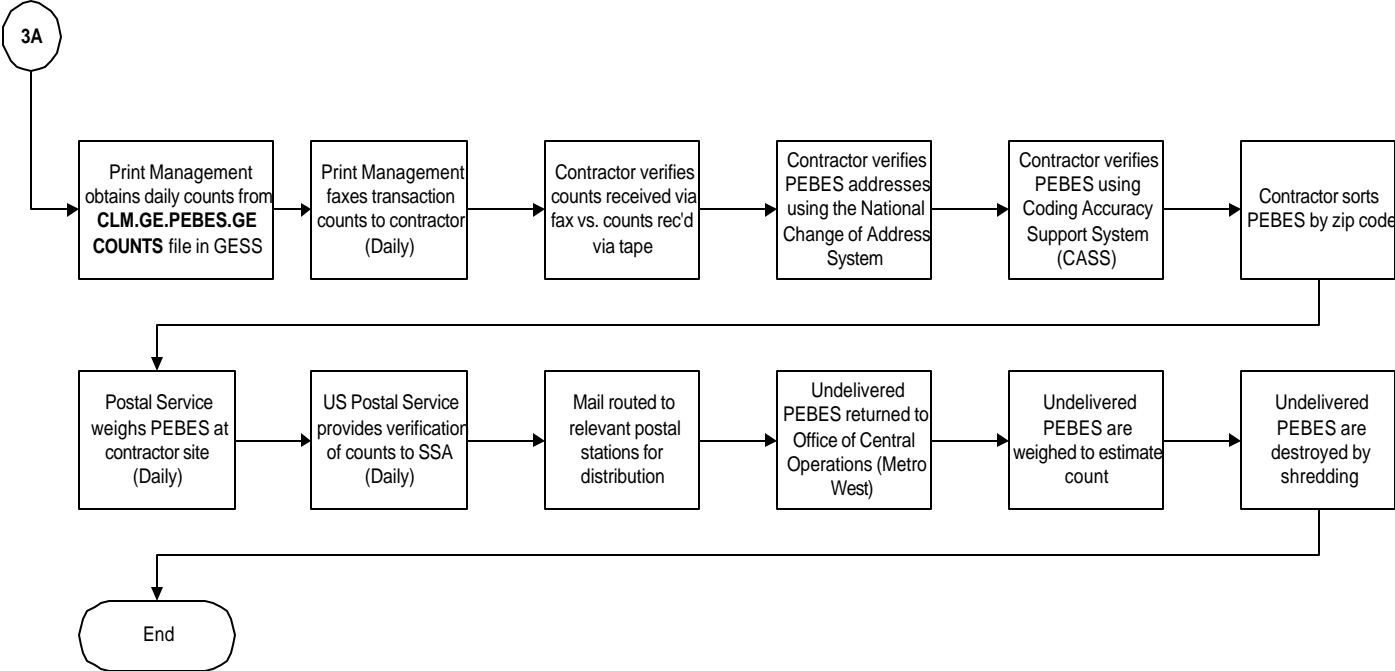 3A
Print Management
obtains daily counts from
CLM.GE.PEBES.GE
COUNTS file in GESS
Print Management
faxes transaction
counts to contractor
(Daily)
Contractor verifies
counts received via
fax vs. counts rec'd
via tape
Contractor verifies
PEBES addresses
using the National
Change of Address
System
Contractor verifies
PEBES using
Coding Accuracy
Support System
(CASS)
Contractor sorts
PEBES by zip code
Postal Service
weighs PEBES at
contractor site
(Daily)
US Postal Service
provides verification
of counts to SSA
(Daily)
Mail routed to
relevant postal
stations for
distribution
Undelivered
PEBES returned to
Office of Central
Operations (Metro
West)
Undelivered
PEBES are
weighed to estimate
count
Undelivered
PEBES are
destroyed by
shredding
End